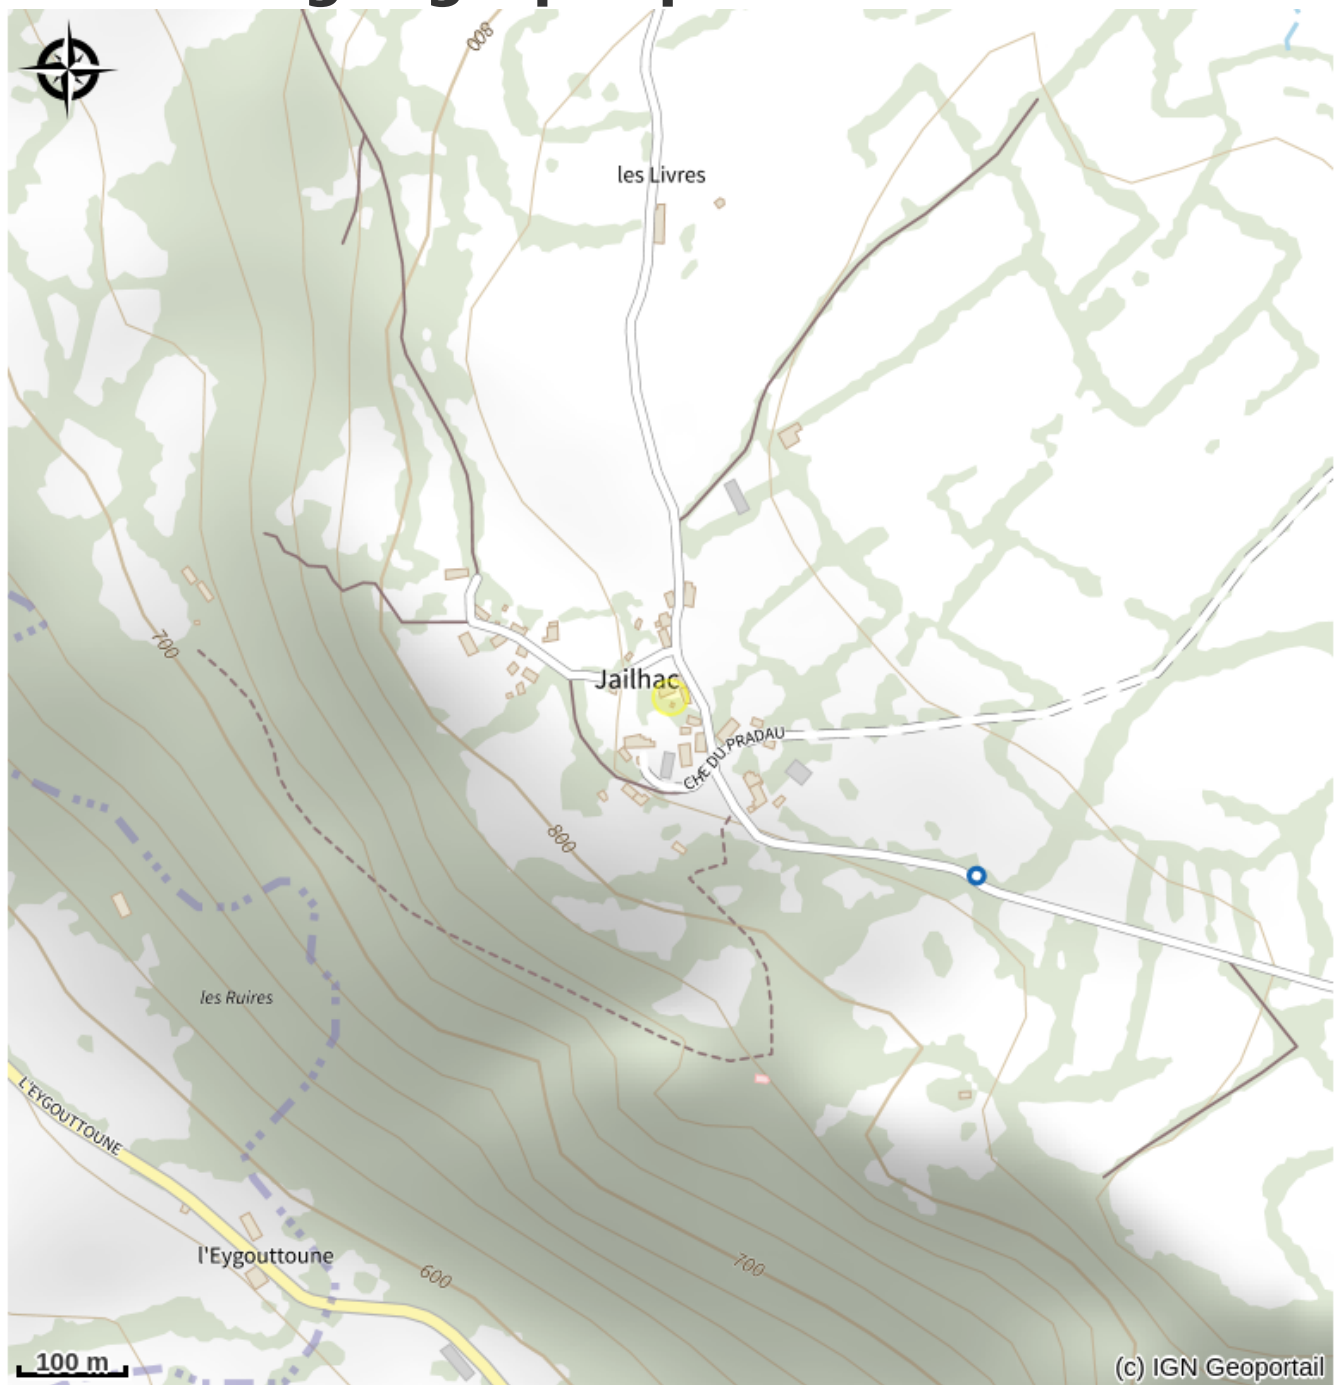 800
les Livres
700
Jailhac
CHE DU PRADAU
800
les Ruires
L'EYGOUTTOUNE
l'Eygouttoune
600
700
100 m
(c) IGN Geoportail